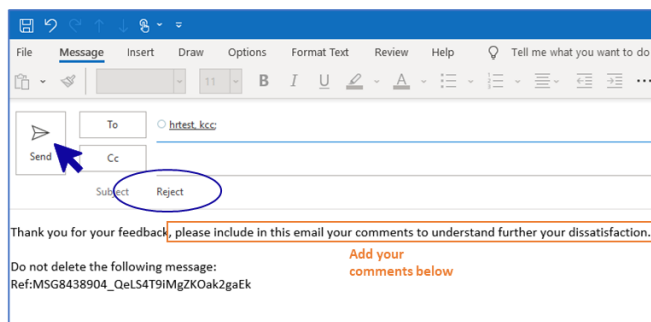 File Message Insert Draw Options Format Text Review Help Tell me what you want to do
11 B I U A
To hrtest, kcc;
Send
Cc
Subject Reject
Thank you for your feedback, please include in this email your comments to understand further your dissatisfaction.
Add your
comments below
Do not delete the following message:
Ref:MSG8438904_QeLS4T9iMgZKOak2gaEk